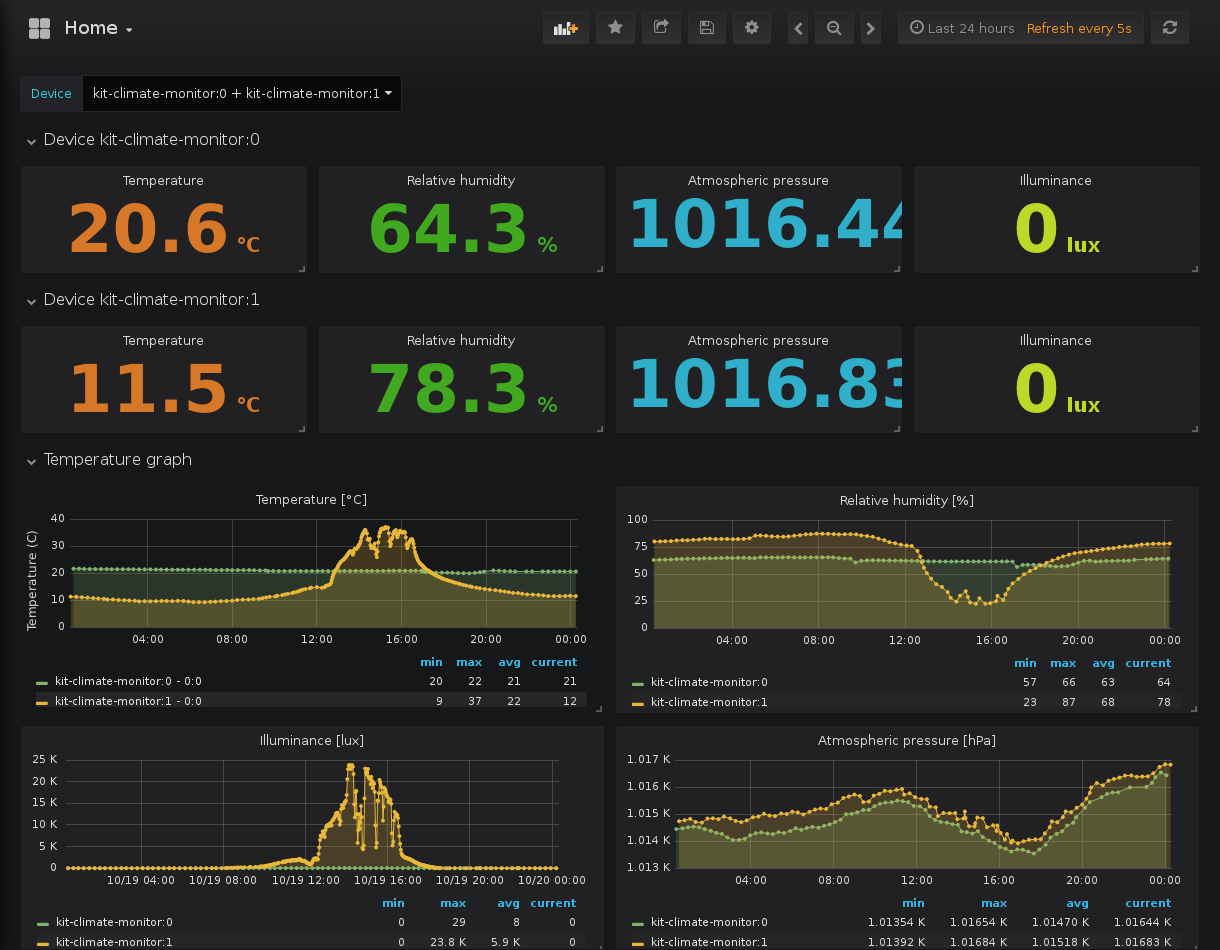 Home
Last 24 hours Refresh every 5s
Device kit-climate-monitor:0 + kit-climate-monitor:1
Device kit-climate-monitor:0
Temperature Relative humidity Atmospheric pressure Illuminance
20.6 °C 64.3 % 1016.44 0 lux
Device kit-climate-monitor:1
Temperature Relative humidity Atmospheric pressure Illuminance
11.5 °C 78.3 % 1016.83 0 lux
Temperature graph
Temperature [°C]
Temperature (C)
40
30
20
10
0
04:00 08:00 12:00 16:00 20:00 00:00
min max avg current
kit-climate-monitor:0 - 0:0 20 22 21 21
kit-climate-monitor:1 - 0:0 9 37 22 12
Relative humidity [%]
100
75
50
25
0
04:00 08:00 12:00 16:00 20:00 00:00
min max avg current
kit-climate-monitor:0 57 66 63 64
kit-climate-monitor:1 23 87 68 78
Illuminance [lux]
25 K
20 K
15 K
10 K
5 K
0
10/19 04:00 10/19 08:00 10/19 12:00 10/19 16:00 10/19 20:00 10/20 00:00
min max avg current
kit-climate-monitor:0 0 29 8 0
kit-climate-monitor:1 0 23.8 K 5.9 K 0
Atmospheric pressure [hPa]
1.017 K
1.016 K
1.015 K
1.014 K
1.013 K
04:00 08:00 12:00 16:00 20:00 00:00
min max avg current
kit-climate-monitor:0 1.01354 K 1.01654 K 1.01470 K 1.01644 K
kit-climate-monitor:1 1.01392 K 1.01684 K 1.01518 K 1.01683 K